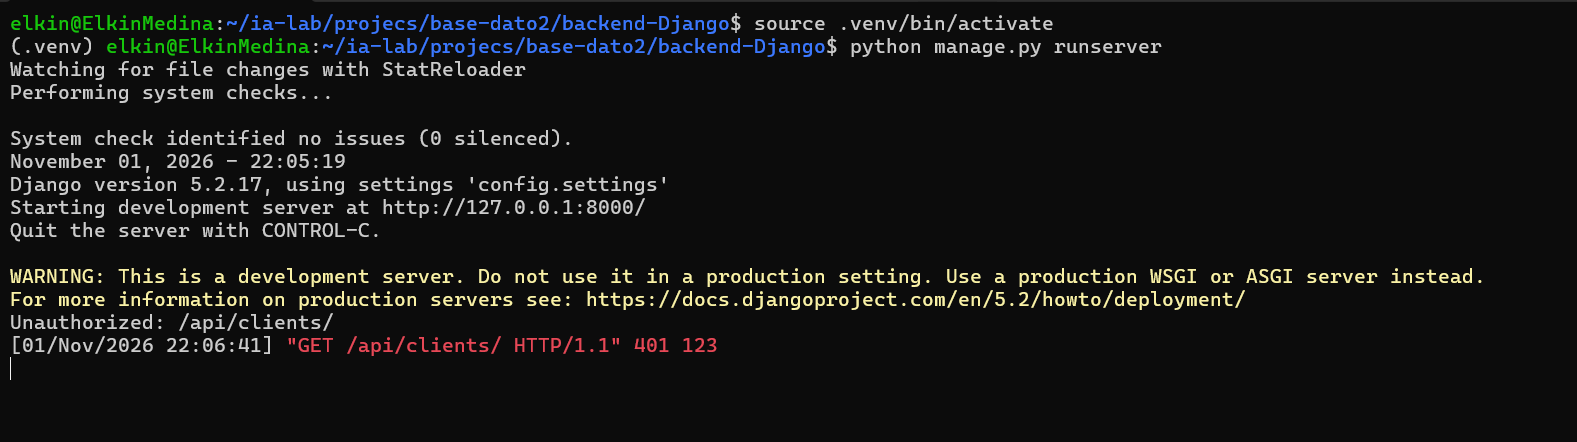 elkin@ElkinMedina:~/ia-lab/projecs/base-dato2/backend-Django$ source .venv/bin/activate
(.venv) elkin@ElkinMedina:~/ia-lab/projecs/base-dato2/backend-Django$ python manage.py runserver
Watching for file changes with StatReloader
Performing system checks...
System check identified no issues (0 silenced).
November 01, 2026 - 22:05:19
Django version 5.2.17, using settings 'config.settings'
Starting development server at http://127.0.0.1:8000/
Quit the server with CONTROL-C.
WARNING: This is a development server. Do not use it in a production setting. Use a production WSGI or ASGI server instead.
For more information on production servers see: https://docs.djangoproject.com/en/5.2/howto/deployment/
Unauthorized: /api/clients/
[01/Nov/2026 22:06:41] "GET /api/clients/ HTTP/1.1" 401 123